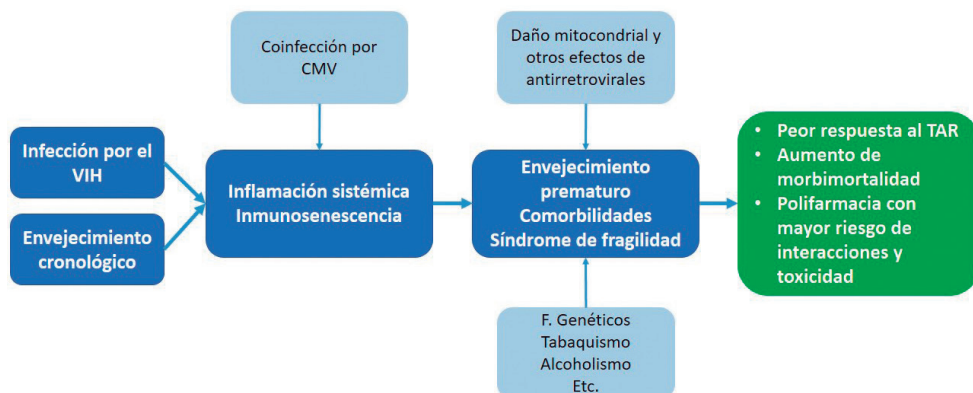 Coinfección por
CMV
Daño mitocondrial y
otros efectos de
antirretrovirales
Infección por el
VIH
Envejecimiento
cronológico
Inflamación sistémica
Inmunosenescencia
Envejecimiento
prematuro
Comorbilidades
Síndrome de fragilidad
• Peor respuesta al TAR
• Aumento de
morbimortalidad
• Polifarmacia con
mayor riesgo de
interacciones y
toxicidad
F. Genéticos
Tabaquismo
Alcoholismo
Etc.